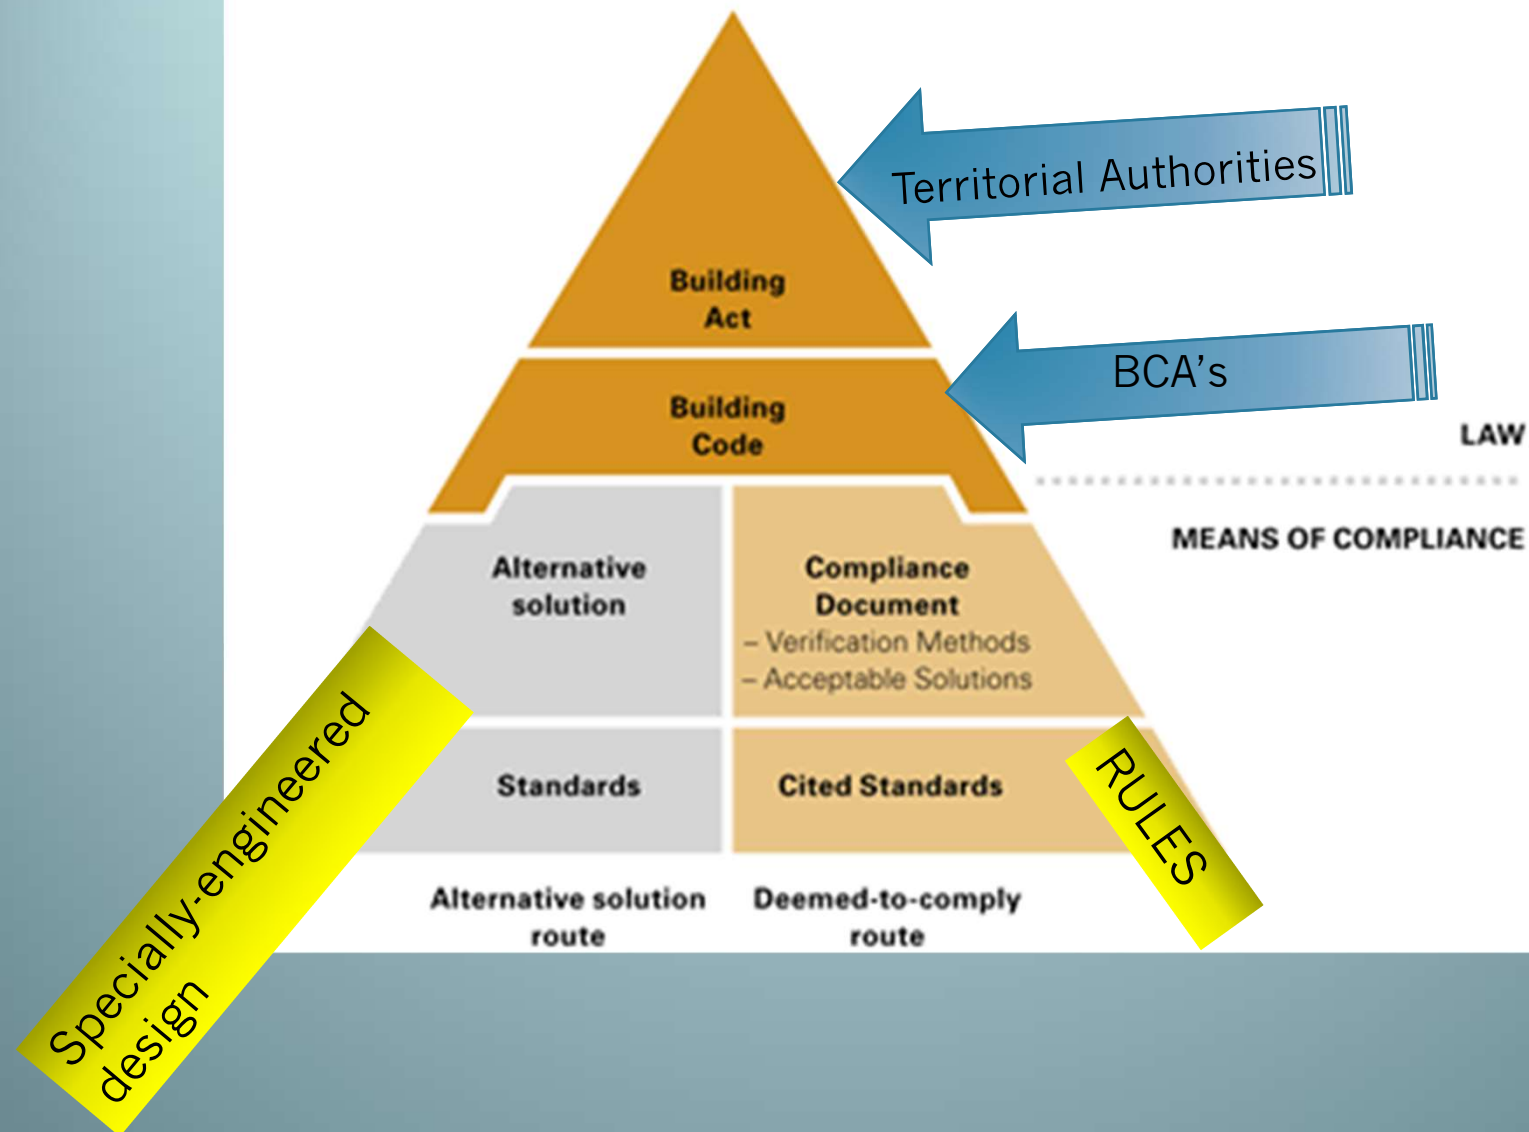 Territorial Authorities
Building
Act
BCA’s
Building
Code
LAW
MEANS OF COMPLIANCE
Alternative
solution
Compliance
Document
– Verification Methods
– Acceptable Solutions
Specially-engineered
design
Standards
Cited Standards
RULES
Alternative solution
route
Deemed-to-comply
route